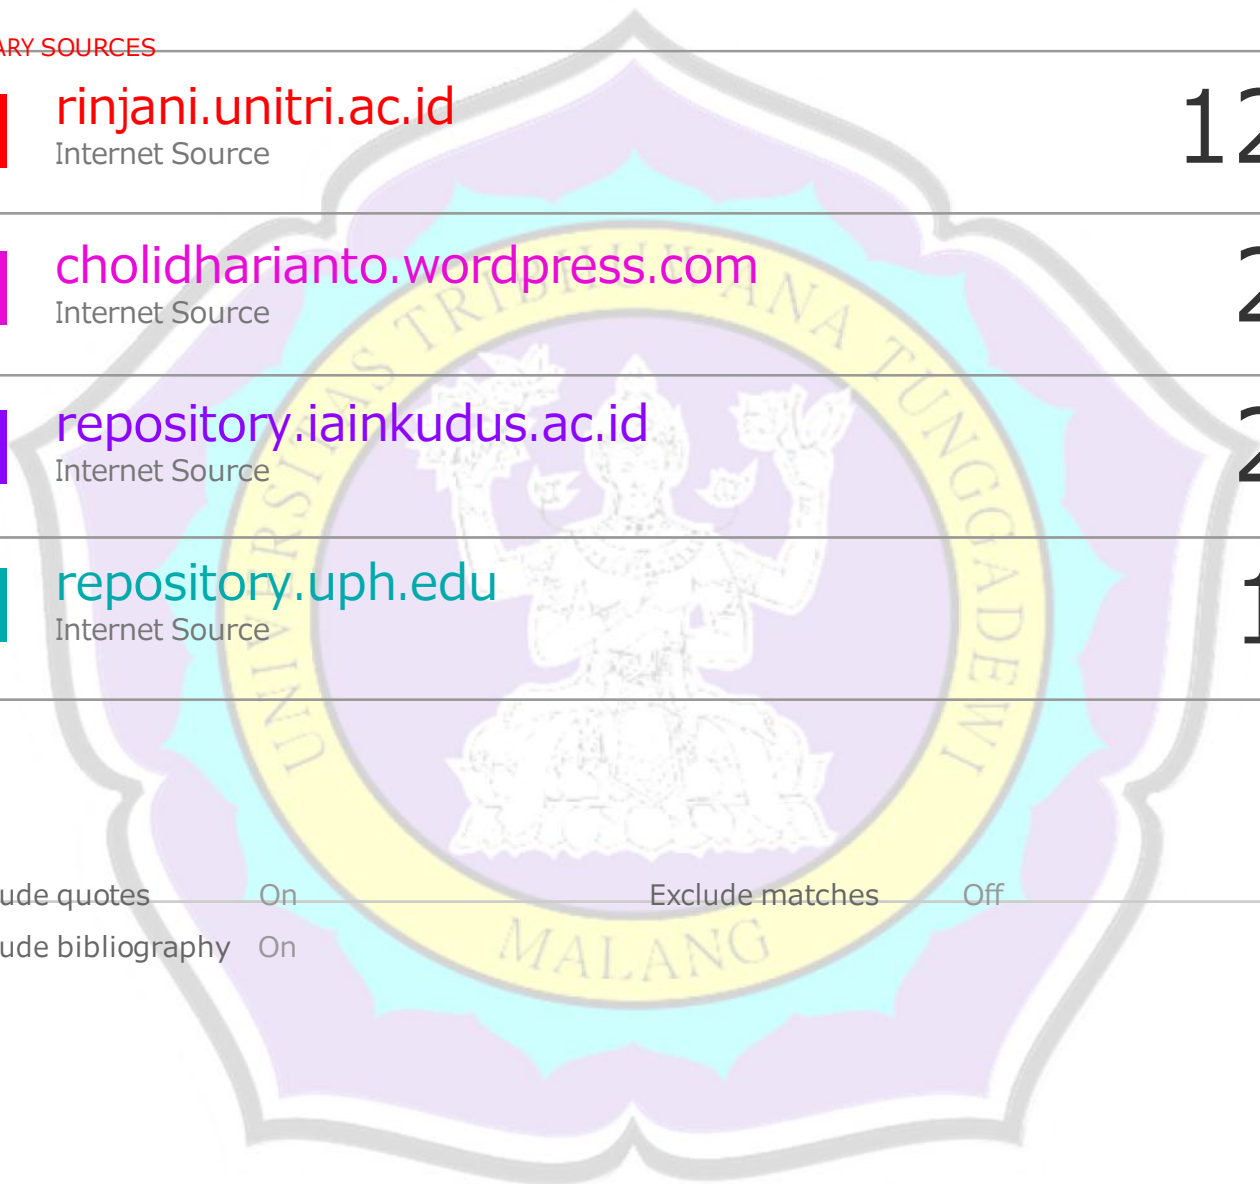 ARY SOURCES
rinjani.unitri.ac.id
12
Internet Source
cholidharianto.wordpress.com
2
Internet Source
repository.iainkudus.ac.id
2
Internet Source
repository.uph.edu
1
Internet Source
UNIVERSITAS TRIBHUWANA TUNGGADEWI
MALANG
ude quotes On Exclude matches Off
ude bibliography On